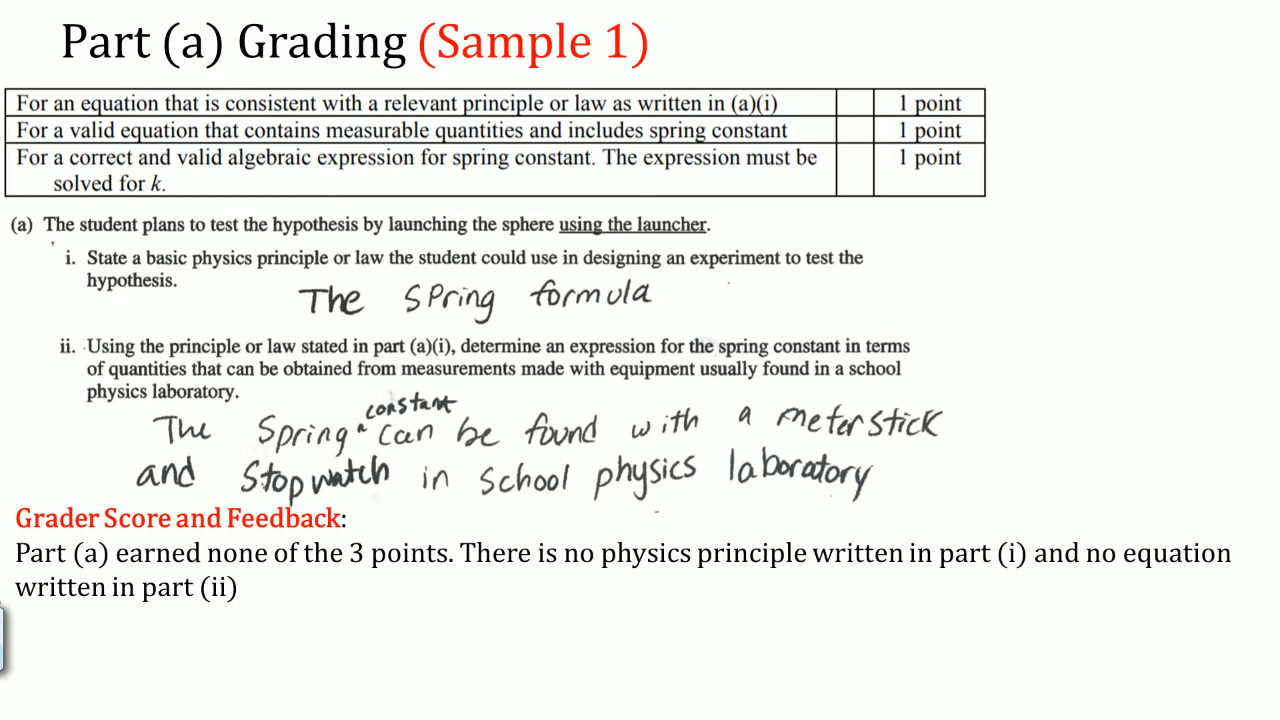 Part (a) Grading (Sample 1)
For an equation that is consistent with a relevant principle or law as written in (a)(i) 1 point
For a valid equation that contains measurable quantities and includes spring constant 1 point
For a correct and valid algebraic expression for spring constant. The expression must be 1 point
solved for k.
(a) The student plans to test the hypothesis by launching the sphere using the launcher.
i. State a basic physics principle or law the student could use in designing an experiment to test the
hypothesis.
The Spring formula
ii. Using the principle or law stated in part (a)(i), determine an expression for the spring constant in terms
of quantities that can be obtained from measurements made with equipment usually found in a school
physics laboratory.
constant
The Spring ^ can be found with a meterstick
and Stopwatch in school physics laboratory
Grader Score and Feedback:
Part (a) earned none of the 3 points. There is no physics principle written in part (i) and no equation
written in part (ii)